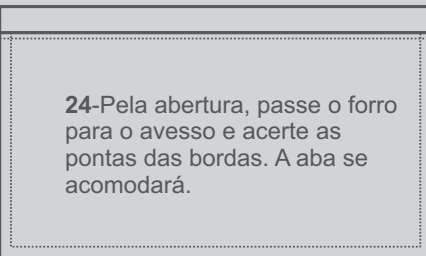 24-Pela abertura, passe o forro
para o avesso e acerte as
pontas das bordas. A aba se
acomodará.